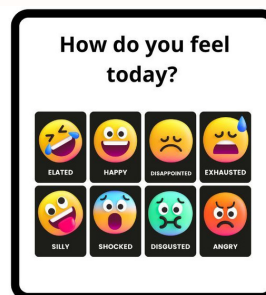 How do you feel
today?
ELATED
HAPPY
DISAPPOINTED
EXHAUSTED
SILLY
SHOCKED
DISGUSTED
ANGRY